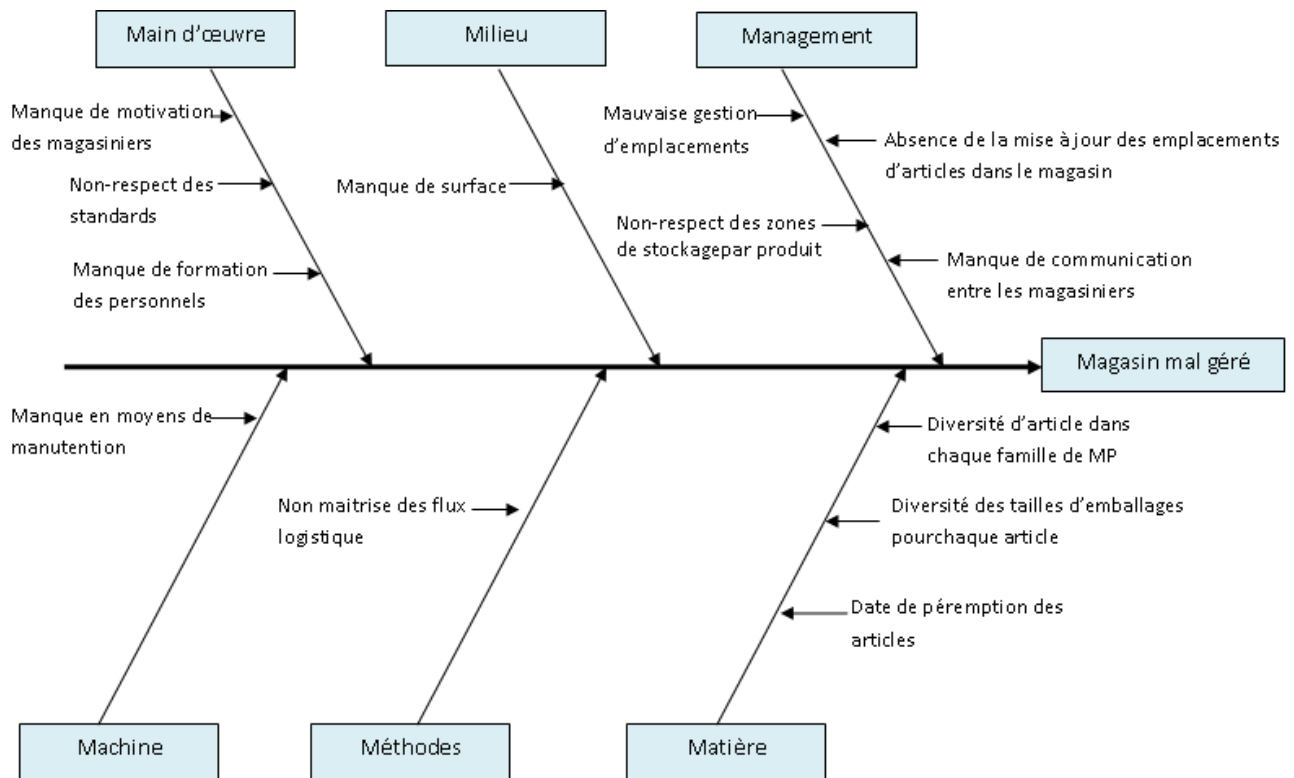 Main d’œuvre
Milieu
Management
Manque de motivation
des magasiniers
Non-respect des
standards
Manque de formation
des personnels
Manque de surface
Mauvaise gestion
d’emplacements
Absence de la mise à jour des emplacements
d’articles dans le magasin
Non-respect des zones
de stockagepar produit
Manque de communication
entre les magasiniers
Magasin mal géré
Manque en moyens de
manutention
Non maitrise des flux
logistique
Diversité d’article dans
chaque famille de MP
Diversité des tailles d’emballages
pourchaque article
Date de péremption des
articles
Machine
Méthodes
Matière